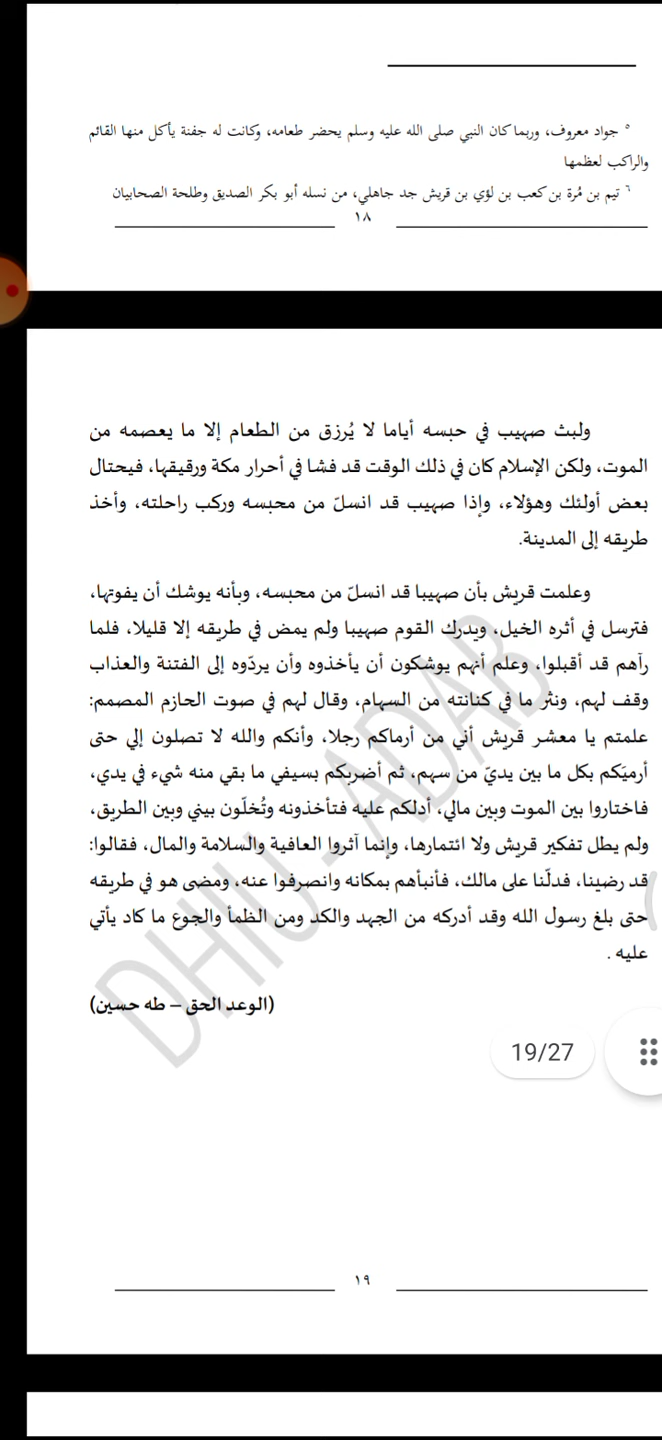 ° جواد معروف، وربما كان النبي صلى الله عليه وسلم يحضر طعامه، وكانت له جفنة يأكل منها القائم
والراكب لعظمها
٦ تيم بن مُرة بن كعب بن لؤي بن قريش جد جاهلي، من نسله أبو بكر الصديق وطلحة الصحابيان
١٨
ولبث صهيب في حبسه أياما لا يُرزق من الطعام إلا ما يعصمه من
الموت، ولكن الإسلام كان في ذلك الوقت قد فشا في أحرار مكة ورقيقها، فيحتال
بعض أولئك وهؤلاء، وإذا صهيب قد انسلّ من محبسه وركب راحلته، وأخذ
طريقه إلى المدينة.
وعلمت قريش بأن صهيبا قد انسلّ من محبسه، وبأنه يوشك أن يفوتها،
فترسل في أثره الخيل، ويدرك القوم صهيبا ولم يمض في طريقه إلا قليلا، فلما
رآهم قد أقبلوا، وعلم أنهم يوشكون أن يأخذوه وأن يردّوه إلى الفتنة والعذاب
وقف لهم، ونثر ما في كنانته من السهام، وقال لهم في صوت الحازم المصمم:
علمتم يا معشر قريش أني من أرماكم رجلا، وأنكم والله لا تصلون إلي حتى
أرميَكم بكل ما بين يديّ من سهم، ثم أضربكم بسيفي ما بقي منه شيء في يدي،
فاختاروا بين الموت وبين مالي، أدلكم عليه فتأخذونه وتُخلّون بيني وبين الطريق،
ولم يطل تفكير قريش ولا ائتمارها، وإنما آثروا العافية والسلامة والمال، فقالوا:
قد رضينا، فدلّنا على مالك، فأنبأهم بمكانه وانصرفوا عنه، ومضى هو في طريقه
حتى بلغ رسول الله وقد أدركه من الجهد والكد ومن الظمأ والجوع ما كاد يأتي
عليه .
(الوعد الحق – طه حسين)
DHIU - ADAB
19/27
١٩